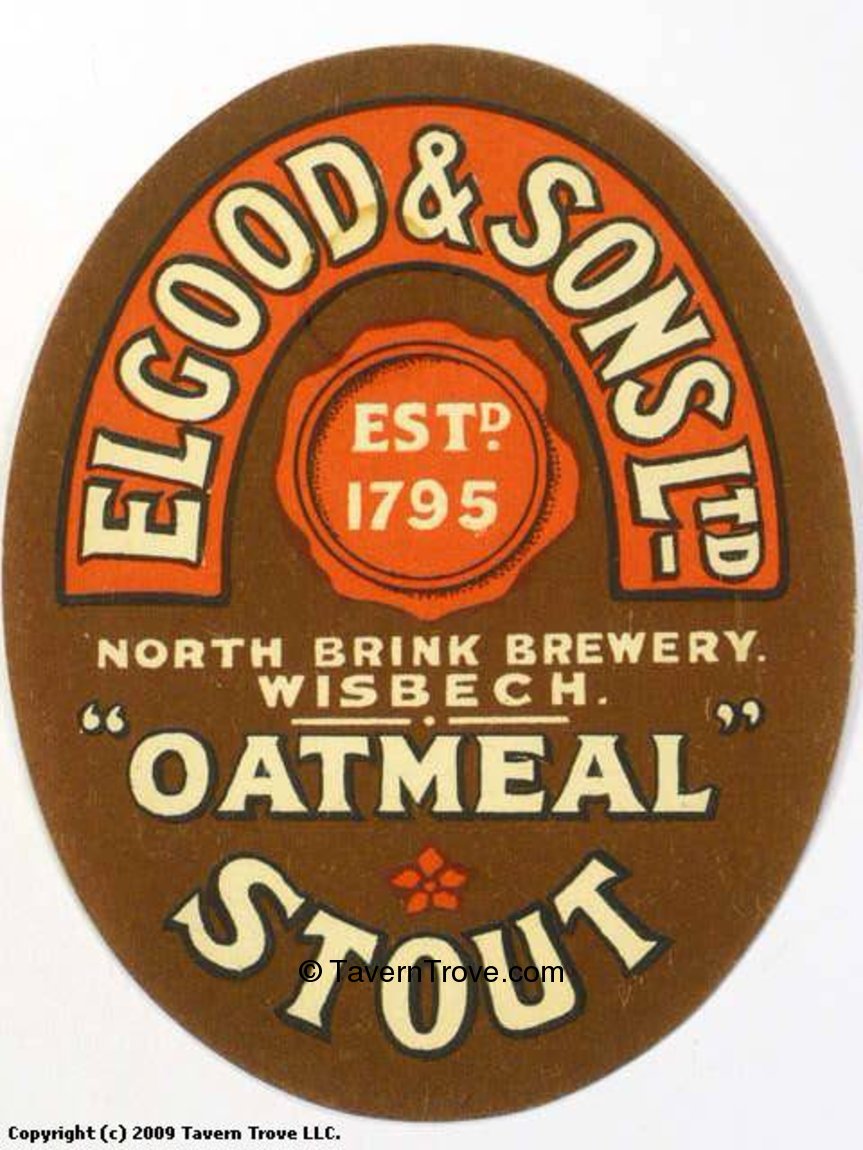 ELGOOD & SONS LTD
ESTD.
1795
NORTH BRINK BREWERY.
WISBECH.
"OATMEAL"
STOUT
© TavernTrove.com
Copyright (c) 2009 Tavern Trove LLC.